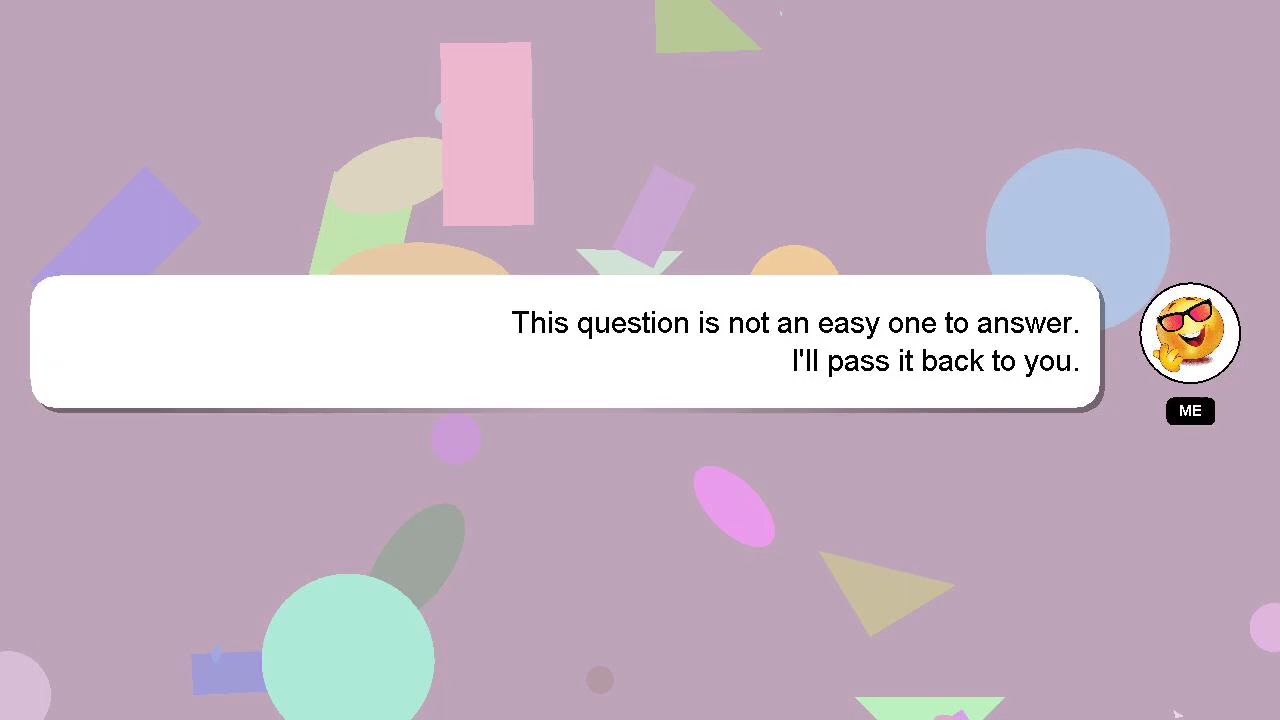 This question is not an easy one to answer.
I'll pass it back to you.
ME